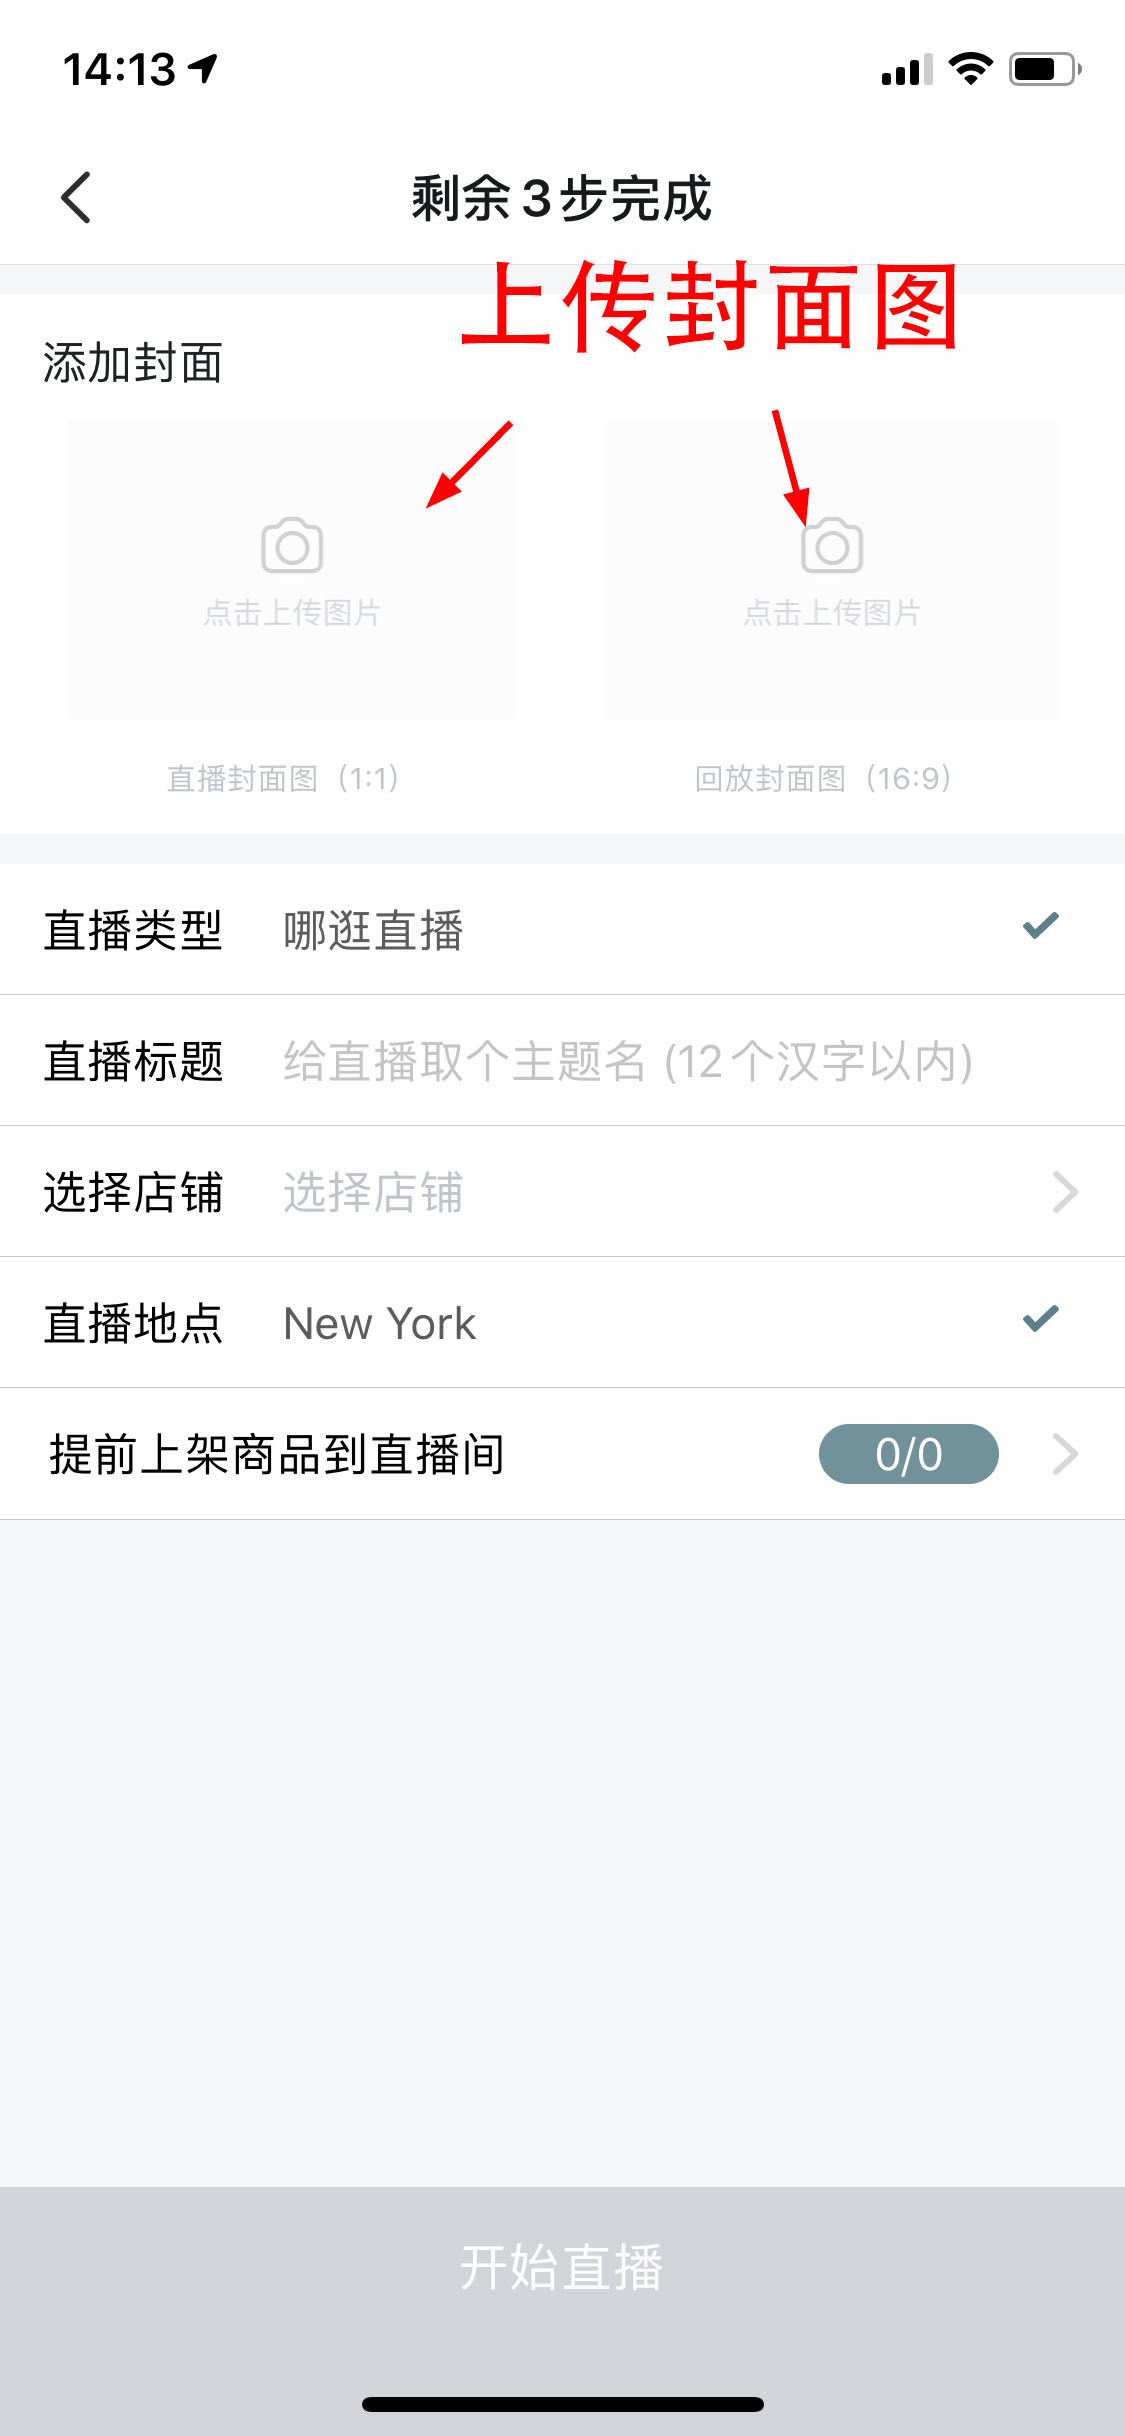 14:13
剩余3步完成
上传封面图
添加封面
点击上传图片
点击上传图片
直播封面图（1:1）
回放封面图（16:9）
直播类型 哪逛直播
直播标题 给直播取个主题名 (12个汉字以内)
选择店铺 选择店铺
直播地点 New York
提前上架商品到直播间 0/0
开始直播